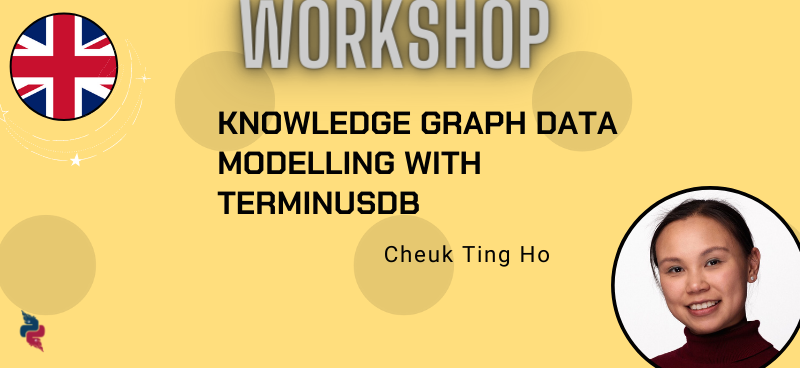 WORKSHOP
KNOWLEDGE GRAPH DATA
MODELLING WITH
TERMINUSDB
Cheuk Ting Ho